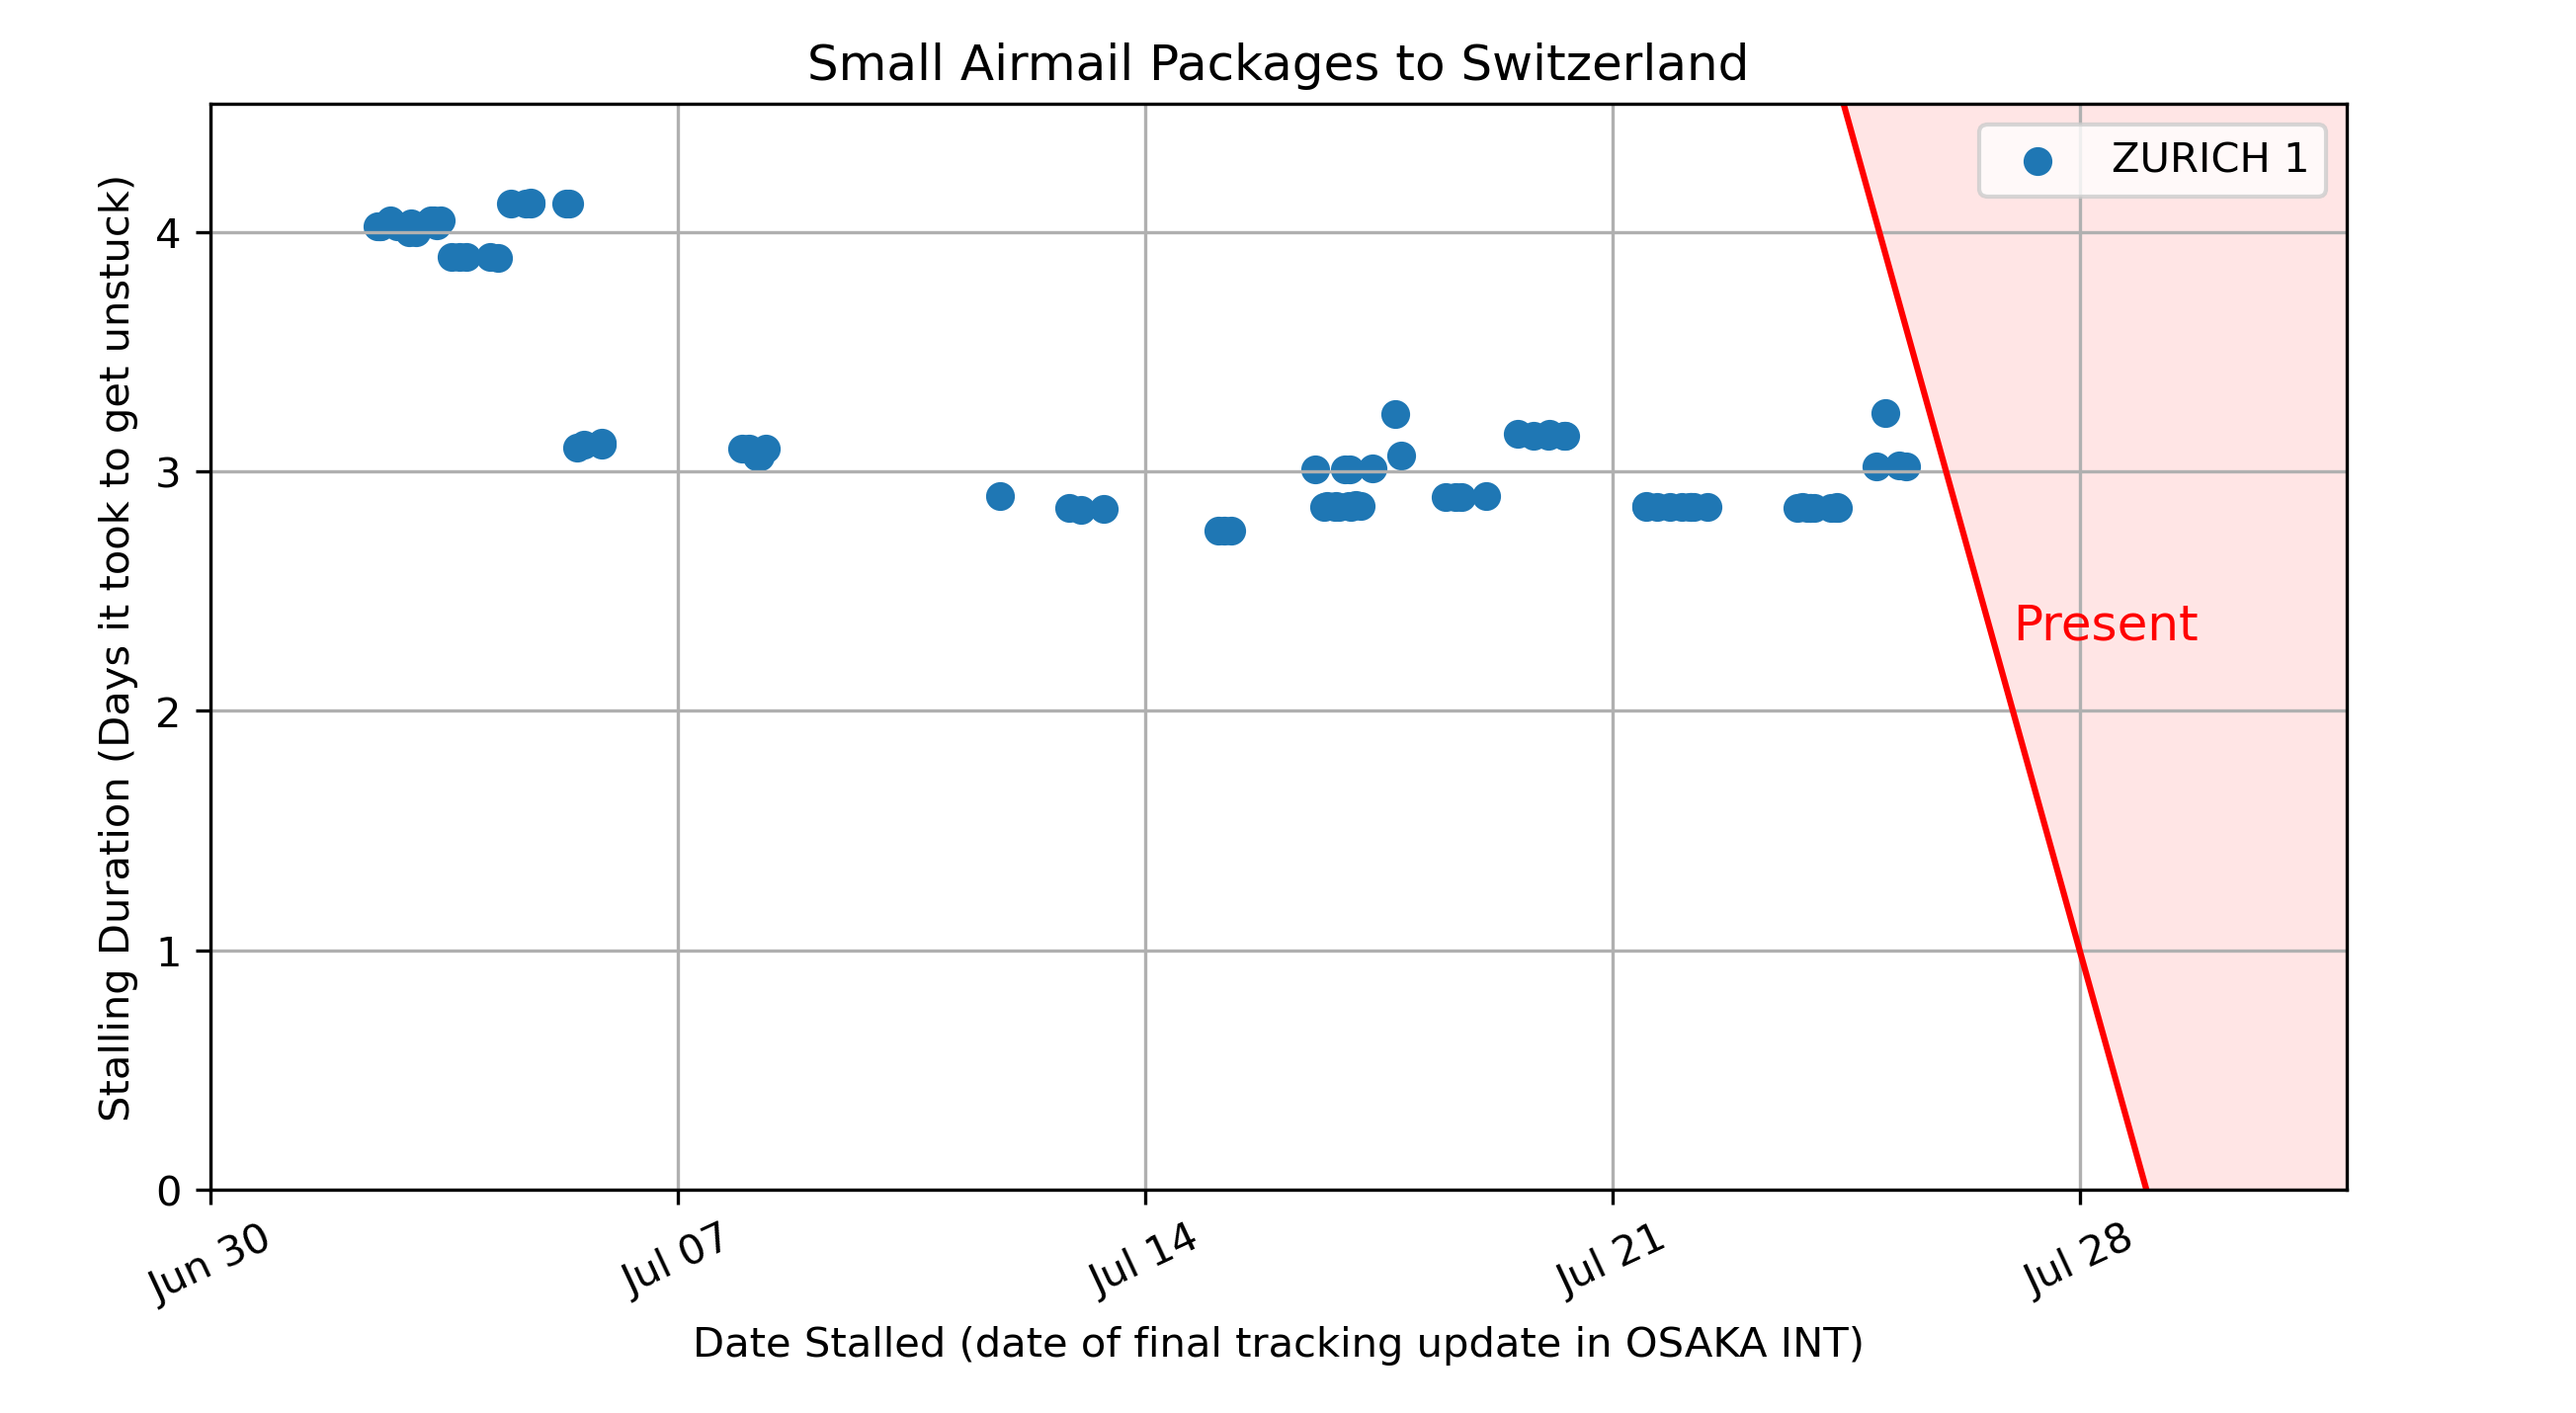 Small Airmail Packages to Switzerland
ZURICH 1
Present
Stalling Duration (Days it took to get unstuck)
4
3
2
1
0
Jun 30
Jul 07
Jul 14
Jul 21
Jul 28
Date Stalled (date of final tracking update in OSAKA INT)